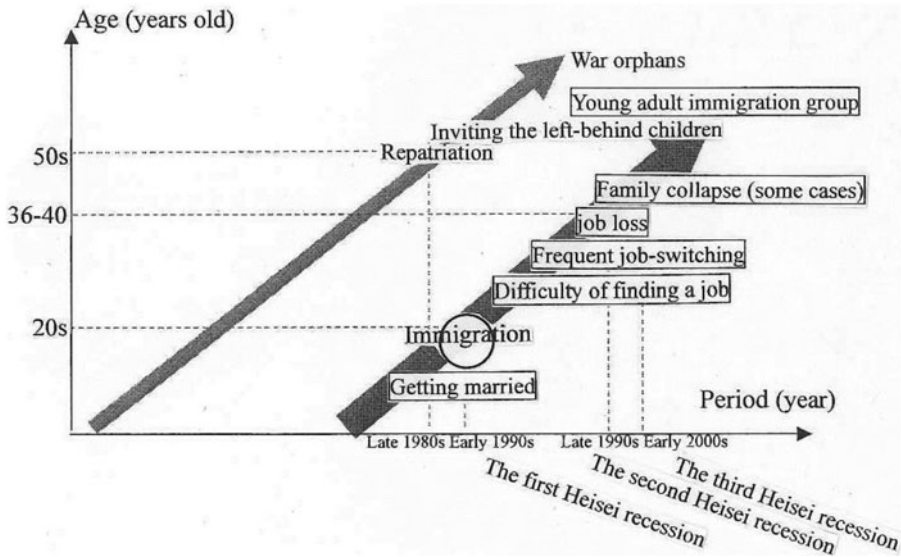 Age (years old)
War orphans
Young adult immigration group
Inviting the left-behind children
50s
Repatriation
Family collapse (some cases)
36-40
job loss
Frequent job-switching
Difficulty of finding a job
20s
Immigration
Getting married
Period (year)
Late 1980s
Early 1990s
Late 1990s
Early 2000s
The first Heisei recession
The second Heisei recession
The third Heisei recession